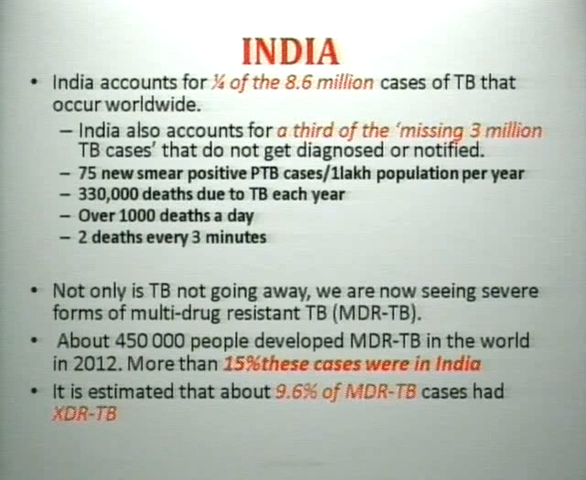 INDIA
• India accounts for ¼ of the 8.6 million cases of TB that
occur worldwide.
– India also accounts for a third of the ‘missing 3 million
TB cases’ that do not get diagnosed or notified.
– 75 new smear positive PTB cases/1lakh population per year
– 330,000 deaths due to TB each year
– Over 1000 deaths a day
– 2 deaths every 3 minutes
• Not only is TB not going away, we are now seeing severe
forms of multi-drug resistant TB (MDR-TB).
• About 450 000 people developed MDR-TB in the world
in 2012. More than 15%these cases were in India
• It is estimated that about 9.6% of MDR-TB cases had
XDR-TB